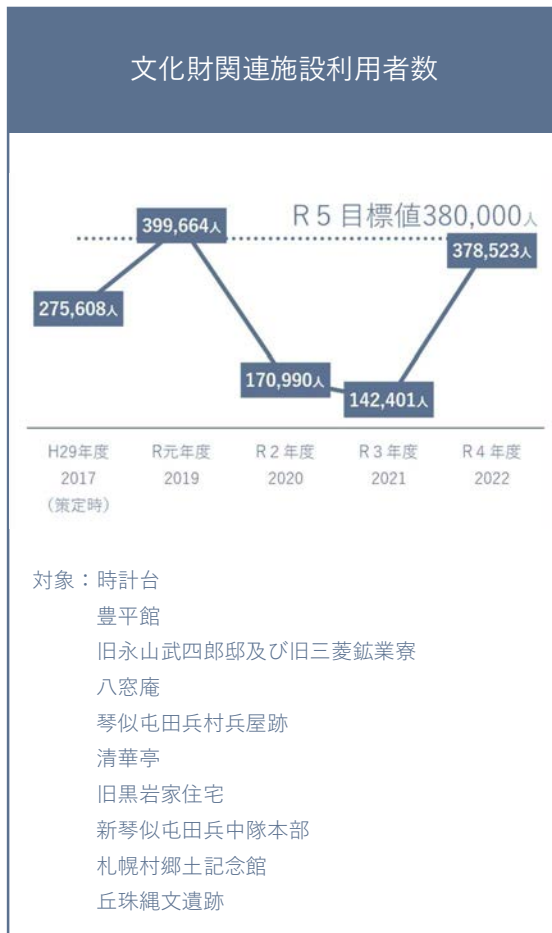 文化財関連施設利用者数
R5目標値380,000人
399,664人
378,523人
275,608人
170,990人
142,401人
H29年度 R元年度 R2年度 R3年度 R4年度
2017 2019 2020 2021 2022
(策定時)
対象：時計台
豊平館
旧永山武四郎邸及び旧三菱鉱業寮
八窓庵
琴似屯田兵村兵屋跡
清華亭
旧黒岩家住宅
新琴似屯田兵中隊本部
札幌村郷土記念館
丘珠縄文遺跡